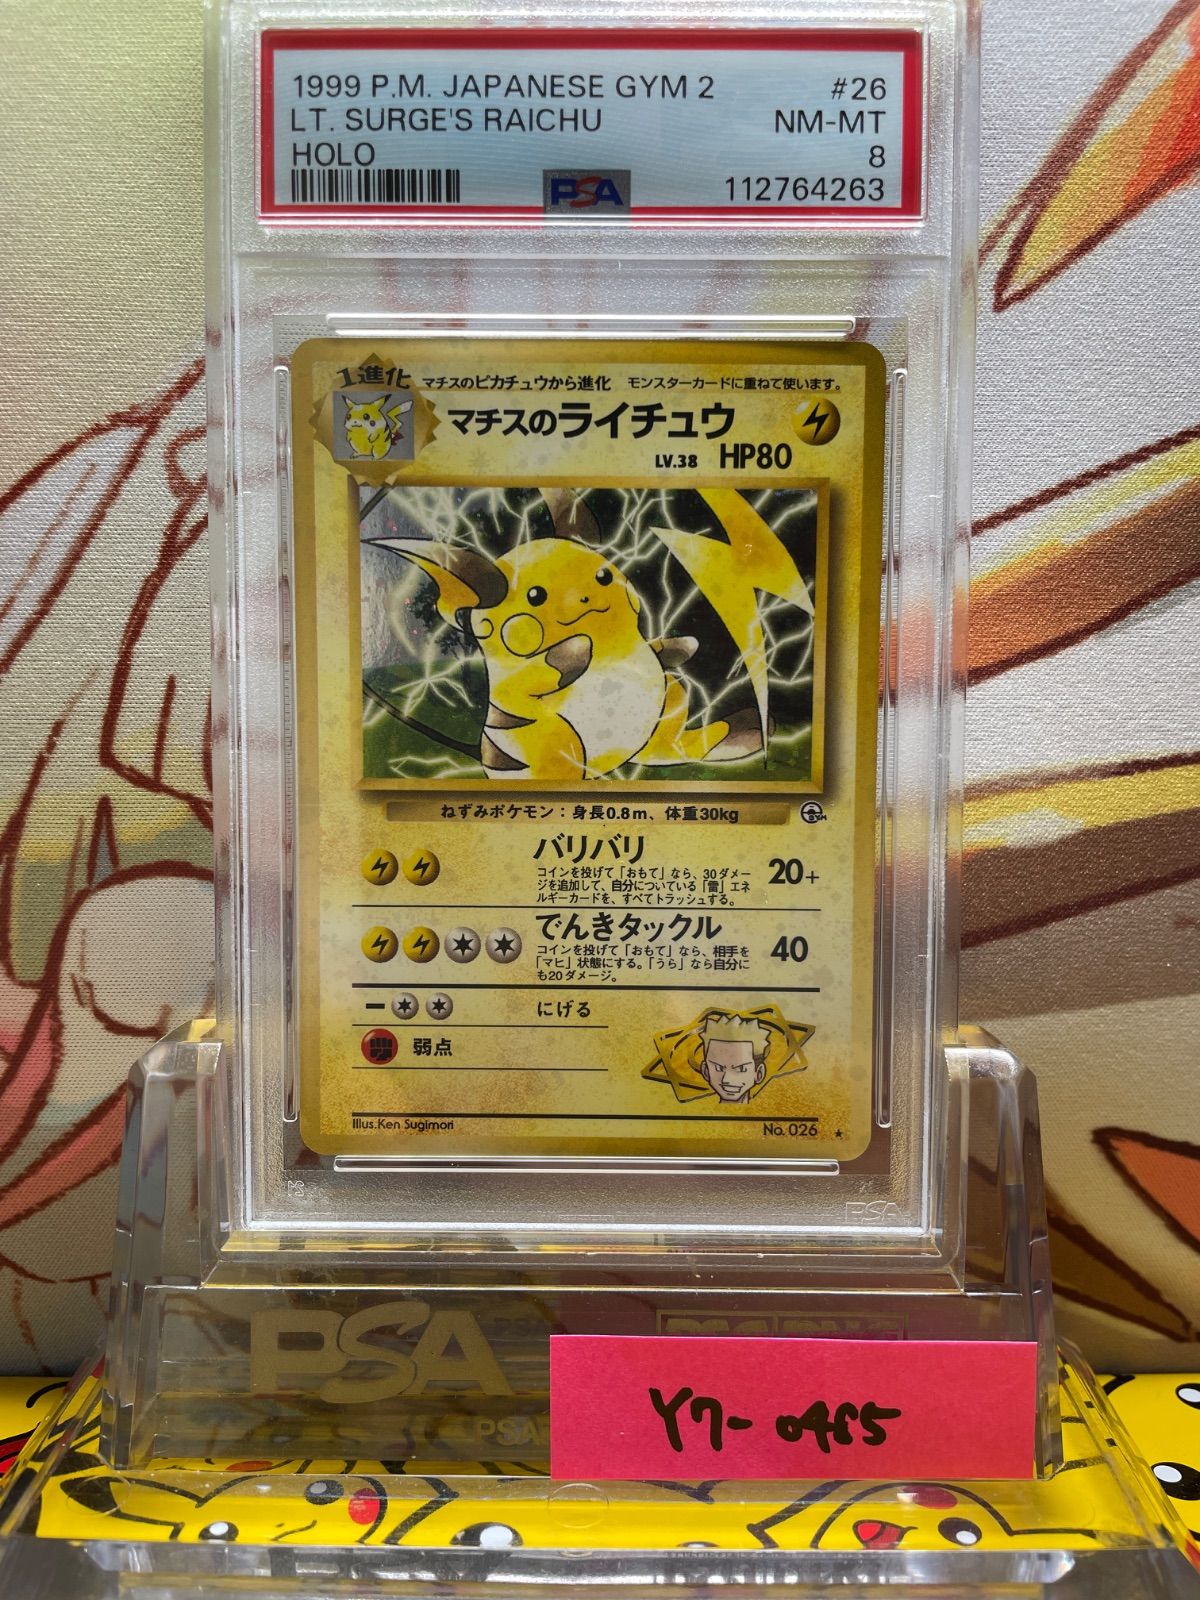 1999 P.M. JAPANESE GYM 2 #26
LT. SURGE'S RAICHU NM-MT
HOLO 8
PSA 112764263
1進化 マチスのピカチュウから進化 モンスターカードに重ねて使います。
マチスのライチュウ
LV.38 HP80
ねずみポケモン：身長0.8m、体重30kg
GYM
バリバリ 20+
コインを投げて「おもて」なら、30ダメー
ジを追加して、自分についている「雷」エネ
ルギーカードを、すべてトラッシュする。
でんきタックル 40
コインを投げて「おもて」なら、相手を
「マヒ」状態にする。「うら」なら自分に
も20ダメージ。
にげる
弱点
Illus.Ken Sugimori No. 026 ★
PSA
PSA
PSA
Y7-0485